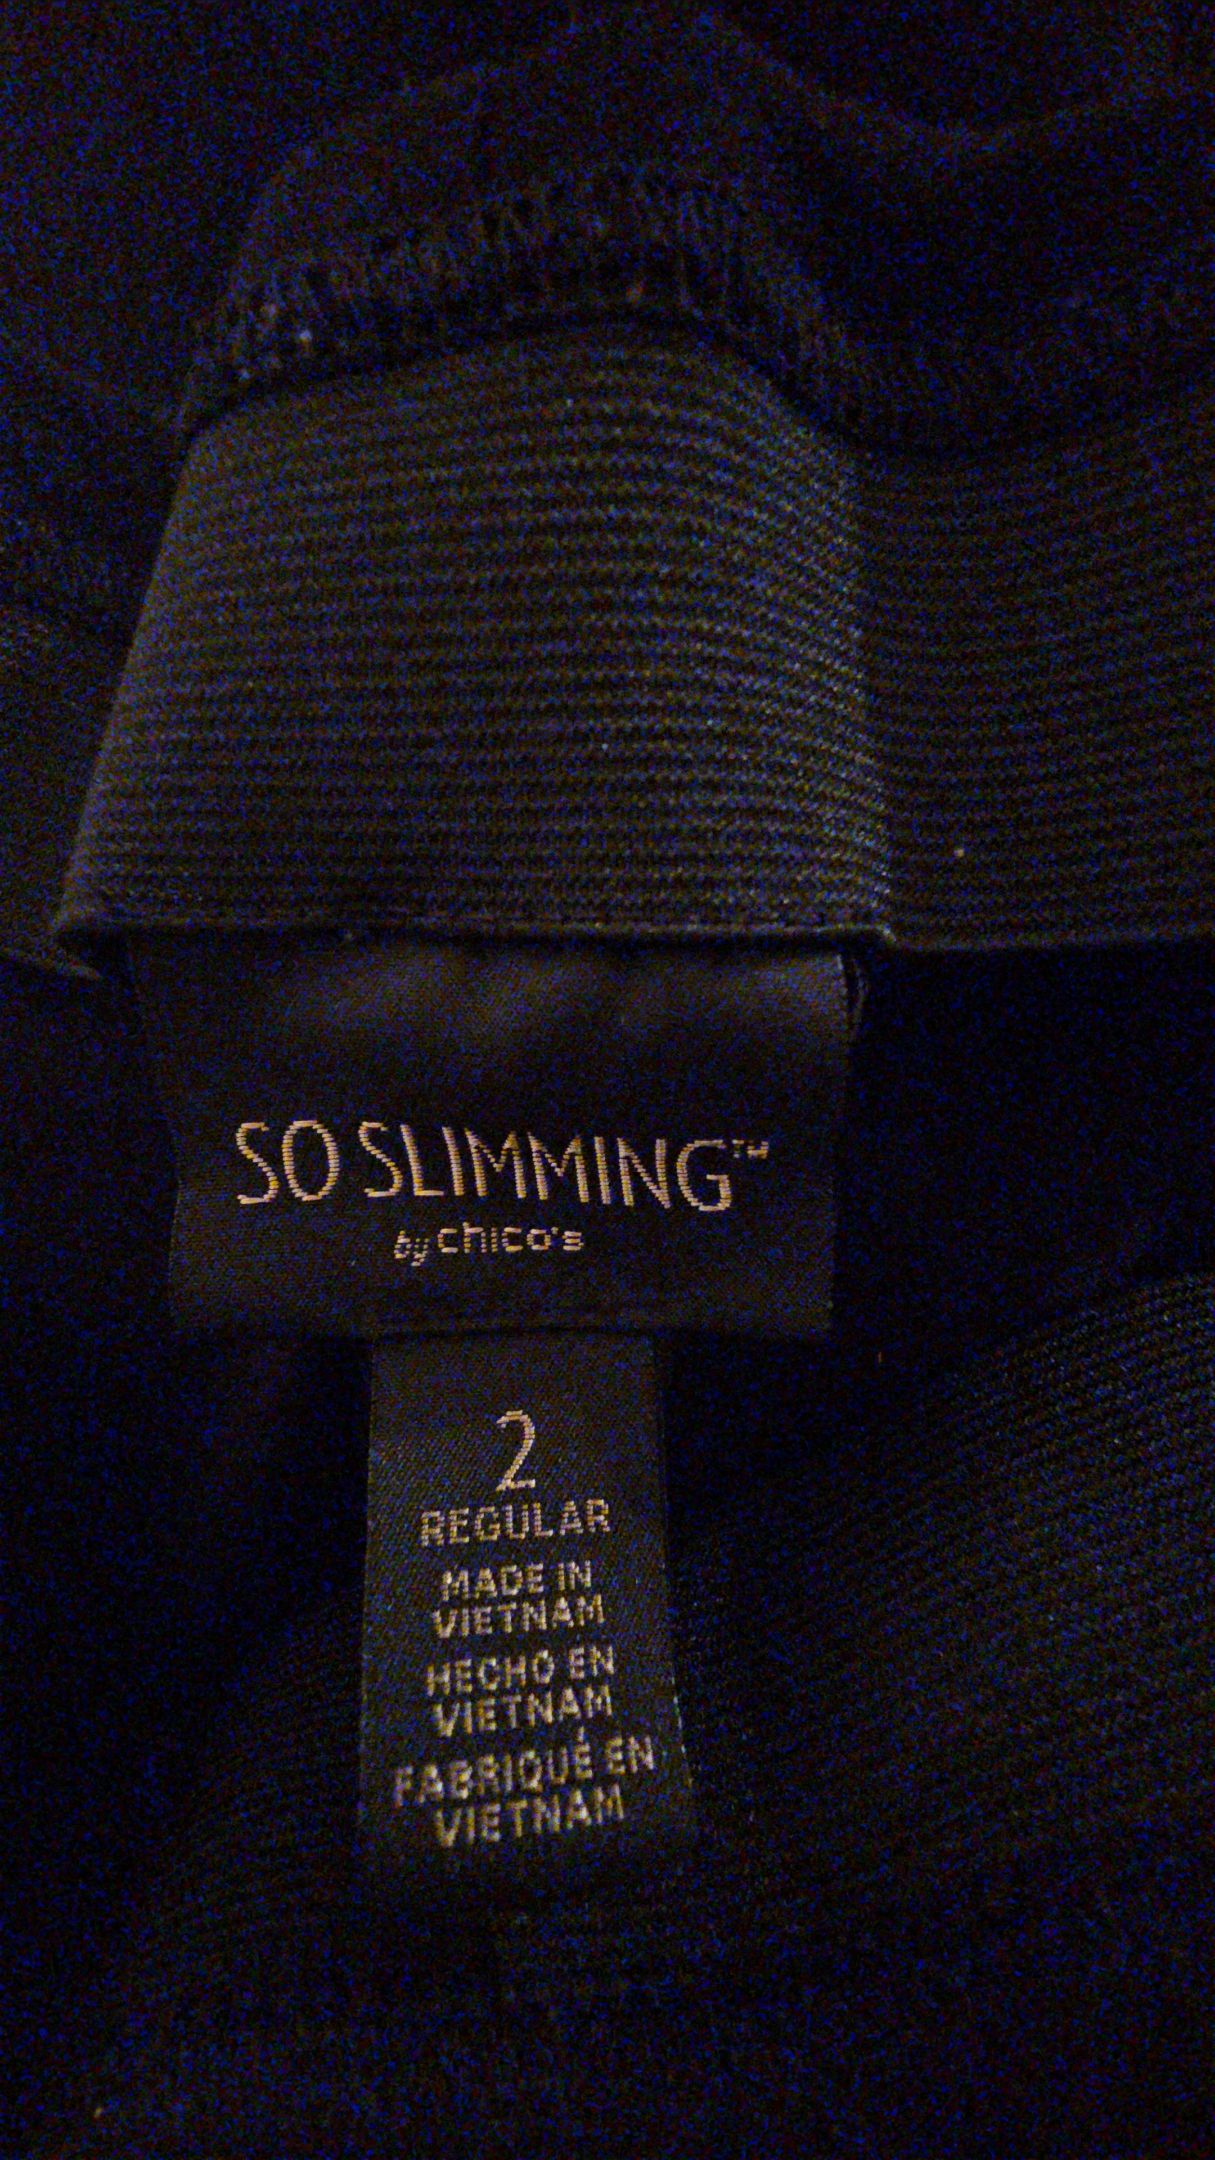 SO SLIMMING™
by chico's
2
REGULAR
MADE IN
VIETNAM
HECHO EN
VIETNAM
FABRIQUÉ EN
VIETNAM